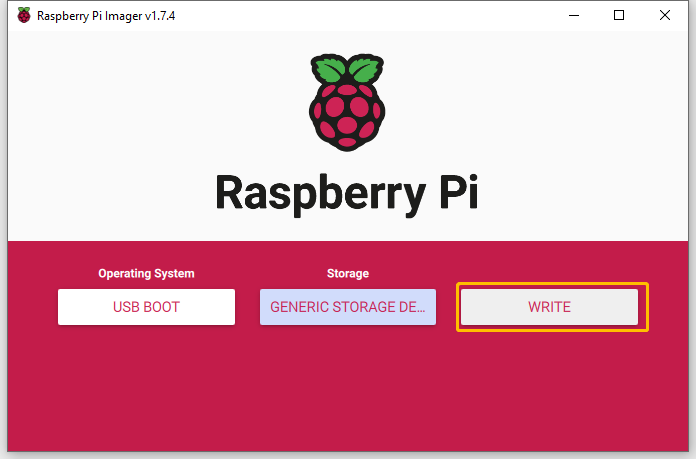 Raspberry Pi Imager v1.7.4
Raspberry Pi
Operating System
Storage
USB BOOT
GENERIC STORAGE DE...
WRITE